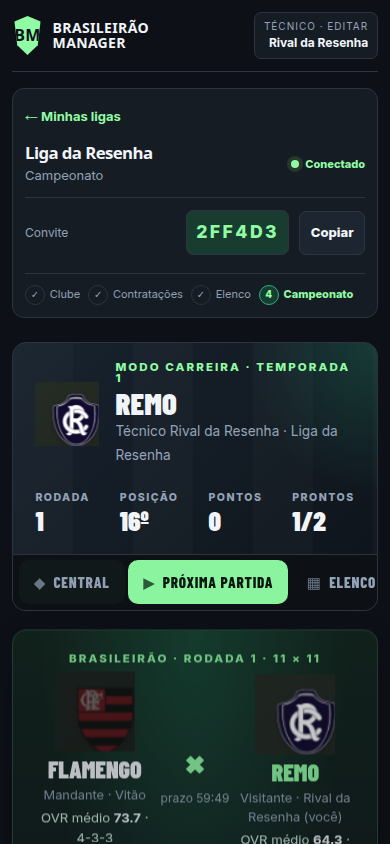 BM
BRASILEIRÃO
MANAGER
TÉCNICO · EDITAR
Rival da Resenha
← Minhas ligas
Liga da Resenha
Campeonato
Conectado
Convite
2FF4D3
Copiar
✓ Clube ✓ Contratações ✓ Elenco 4 Campeonato
MODO CARREIRA · TEMPORADA
1
REMO
Técnico Rival da Resenha · Liga da
Resenha
RODADA POSIÇÃO PONTOS PRONTOS
1 16º 0 1/2
◆ CENTRAL ▶ PRÓXIMA PARTIDA ▦ ELENCO
BRASILEIRÃO · RODADA 1 · 11 × 11
FLAMENGO
Mandante · Vitão
OVR médio 73.7 ·
4-3-3
✖
prazo 59:49
REMO
Visitante · Rival da
Resenha (você)
OVR médio 64.3 ·